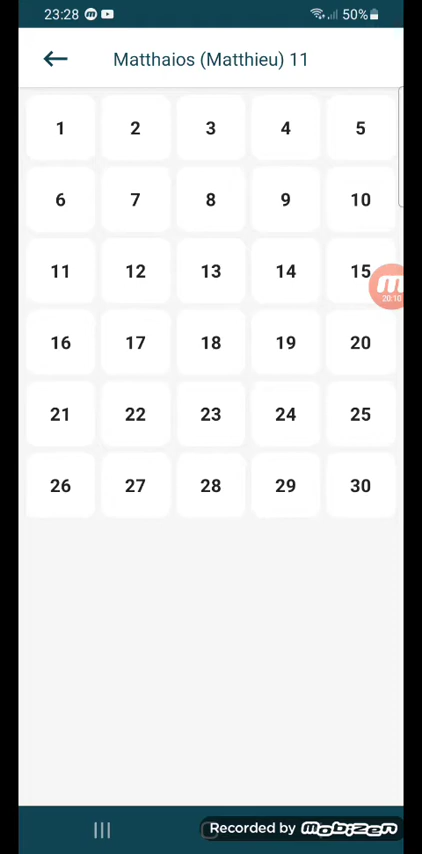 23:28 50%
Matthaios (Matthieu) 11
1 2 3 4 5
6 7 8 9 10
11 12 13 14 15
20:10
16 17 18 19 20
21 22 23 24 25
26 27 28 29 30
Recorded by mobizen